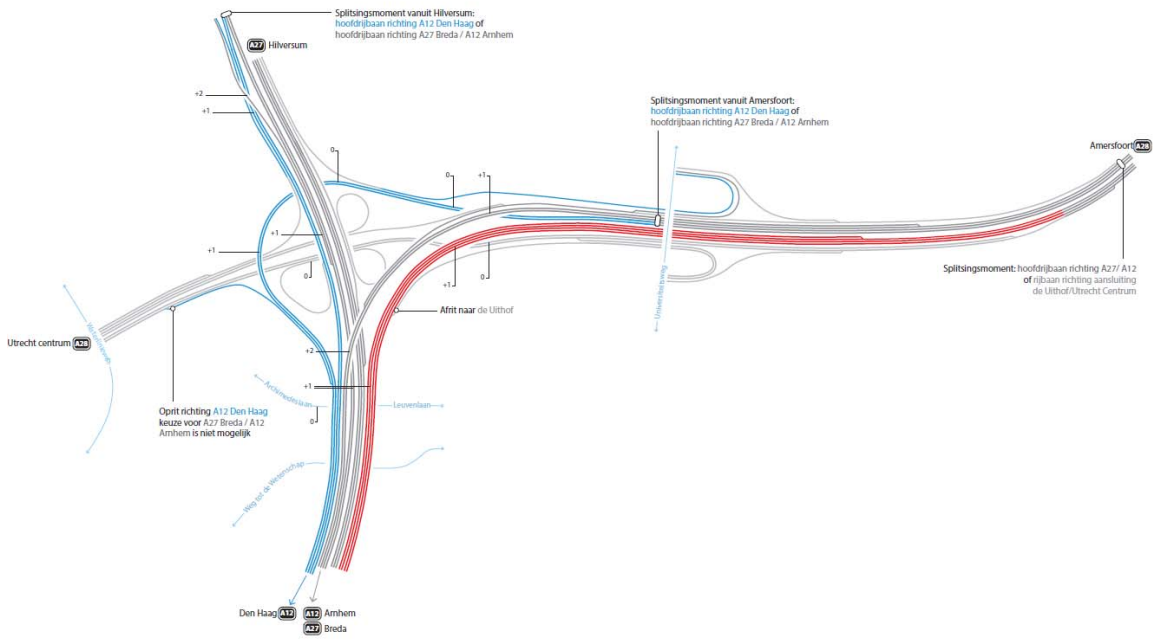 Splitsingsmoment vanuit Hilversum:
hoofdrijbaan richting A12 Den Haag of
hoofdrijbaan richting A27 Breda / A12 Arnhem
A27 Hilversum
+2
+1
Splitsingsmoment vanuit Amersfoort:
hoofdrijbaan richting A12 Den Haag of
hoofdrijbaan richting A27 Breda / A12 Arnhem
Amersfoort A28
0
0
+1
+1
+1
0
+1
0
Splitsingsmoment: hoofdrijbaan richting A27/ A12
of rijbaan richting aansluiting
de Uithof/Utrecht Centrum
Universiteitsweg
Afrit naar de Uithof
Utrecht centrum A28
Waterlinieweg
+2
+1
0
Archimedeslaan
Leuvenlaan
Oprit richting A12 Den Haag
keuze voor A27 Breda / A12
Arnhem is niet mogelijk
Weg tot de Wetenschap
Den Haag A12
A12 Arnhem
A27 Breda